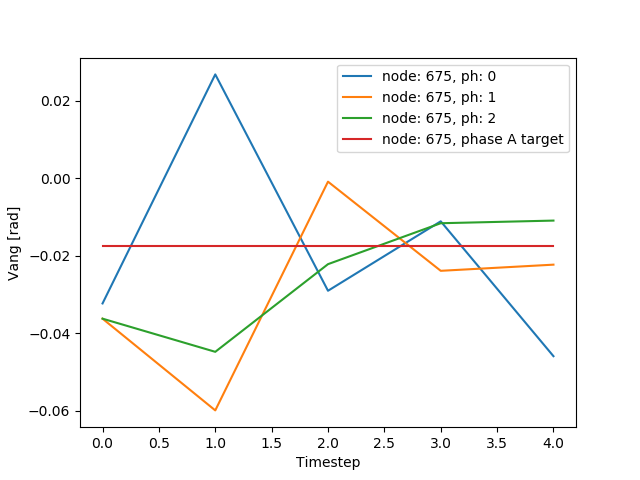 node: 675, ph: 0
node: 675, ph: 1
node: 675, ph: 2
node: 675, phase A target
0.02
0.00
−0.02
−0.04
−0.06
Vang [rad]
0.0 0.5 1.0 1.5 2.0 2.5 3.0 3.5 4.0
Timestep